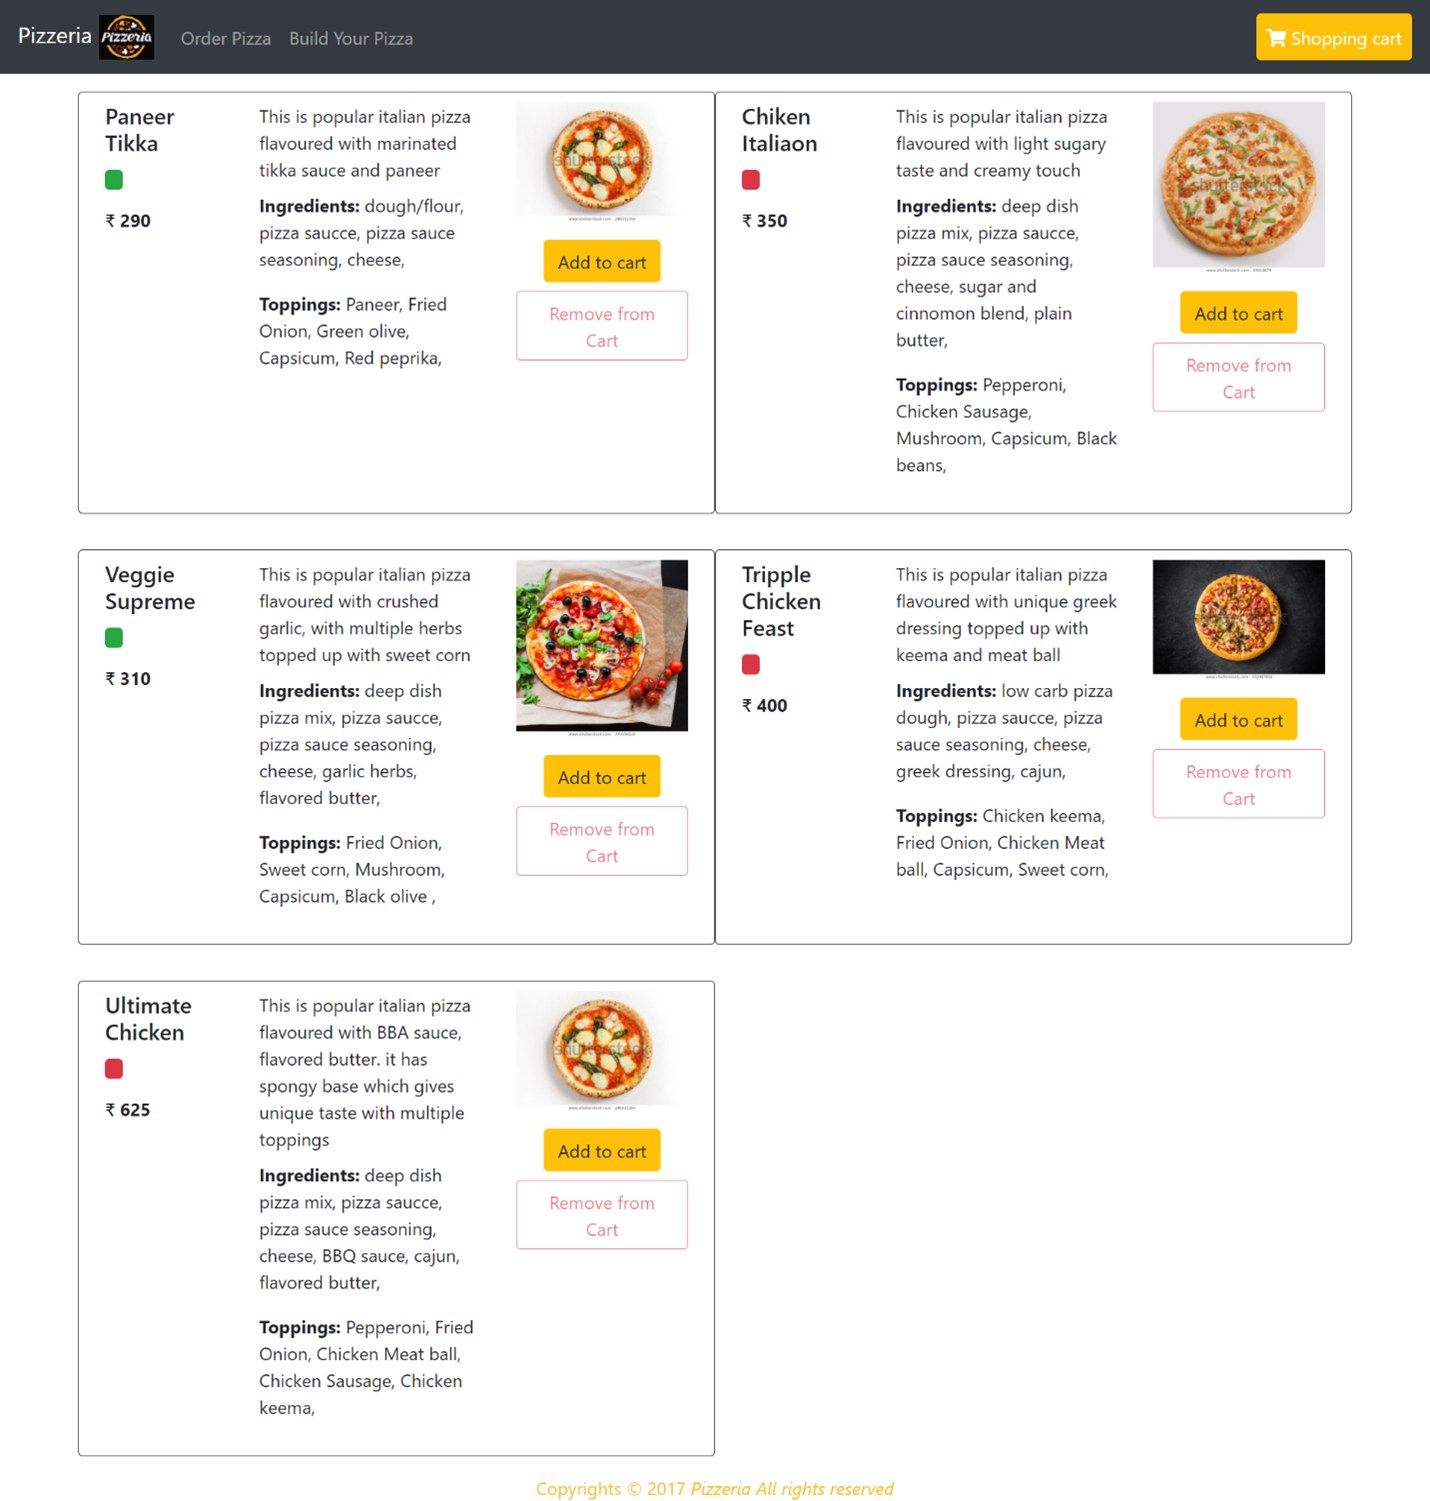 Pizzeria
Pizzeria
Order Pizza
Build Your Pizza
Shopping cart
Paneer
Tikka
₹ 290
This is popular italian pizza
flavoured with marinated
tikka sauce and paneer
Ingredients: dough/flour,
pizza saucce, pizza sauce
seasoning, cheese,
Toppings: Paneer, Fried
Onion, Green olive,
Capsicum, Red peprika,
shutterstock
Add to cart
Remove from
Cart
Chiken
Italiaon
₹ 350
This is popular italian pizza
flavoured with light sugary
taste and creamy touch
Ingredients: deep dish
pizza mix, pizza saucce,
pizza sauce seasoning,
cheese, sugar and
cinnomon blend, plain
butter,
Toppings: Pepperoni,
Chicken Sausage,
Mushroom, Capsicum, Black
beans,
shutterstock
Add to cart
Remove from
Cart
Veggie
Supreme
₹ 310
This is popular italian pizza
flavoured with crushed
garlic, with multiple herbs
topped up with sweet corn
Ingredients: deep dish
pizza mix, pizza saucce,
pizza sauce seasoning,
cheese, garlic herbs,
flavored butter,
Toppings: Fried Onion,
Sweet corn, Mushroom,
Capsicum, Black olive ,
Add to cart
Remove from
Cart
Tripple
Chicken
Feast
₹ 400
This is popular italian pizza
flavoured with unique greek
dressing topped up with
keema and meat ball
Ingredients: low carb pizza
dough, pizza saucce, pizza
sauce seasoning, cheese,
greek dressing, cajun,
Toppings: Chicken keema,
Fried Onion, Chicken Meat
ball, Capsicum, Sweet corn,
Add to cart
Remove from
Cart
Ultimate
Chicken
₹ 625
This is popular italian pizza
flavoured with BBA sauce,
flavored butter. it has
spongy base which gives
unique taste with multiple
toppings
Ingredients: deep dish
pizza mix, pizza saucce,
pizza sauce seasoning,
cheese, BBQ sauce, cajun,
flavored butter,
Toppings: Pepperoni, Fried
Onion, Chicken Meat ball,
Chicken Sausage, Chicken
keema,
shutterstock
Add to cart
Remove from
Cart
Copyrights © 2017 Pizzeria All rights reserved